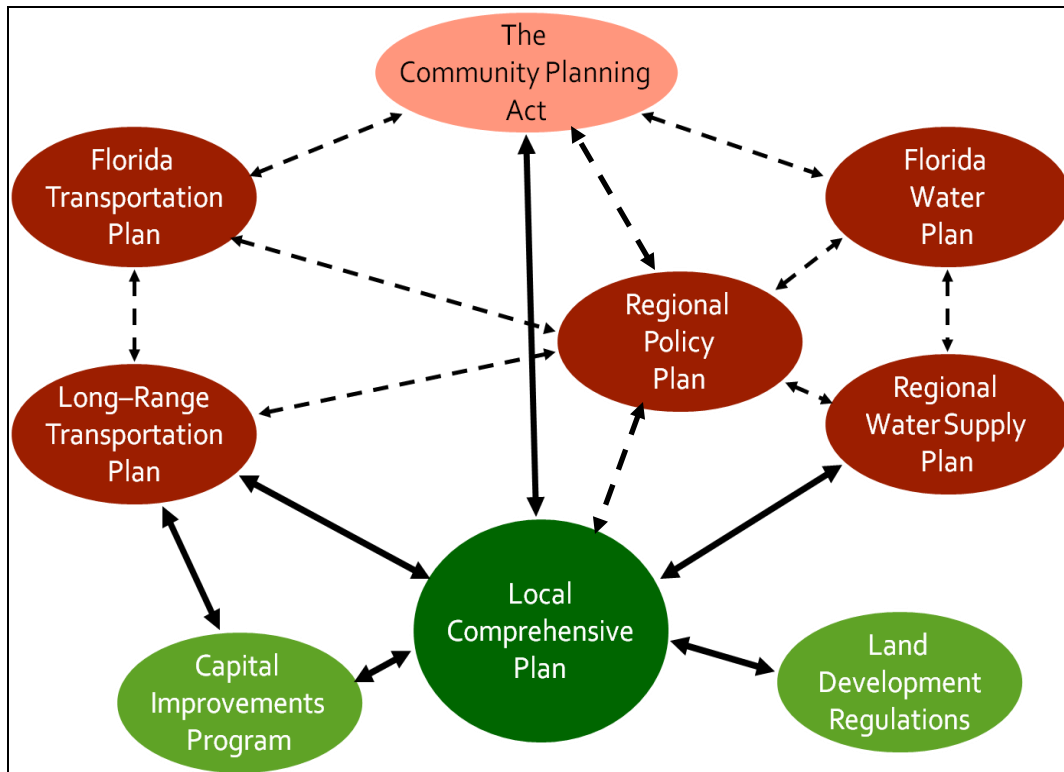 The
Community Planning
Act
Florida
Transportation
Plan
Florida
Water
Plan
Regional
Policy
Plan
Long–Range
Transportation
Plan
Regional
Water Supply
Plan
Local
Comprehensive
Plan
Capital
Improvements
Program
Land
Development
Regulations